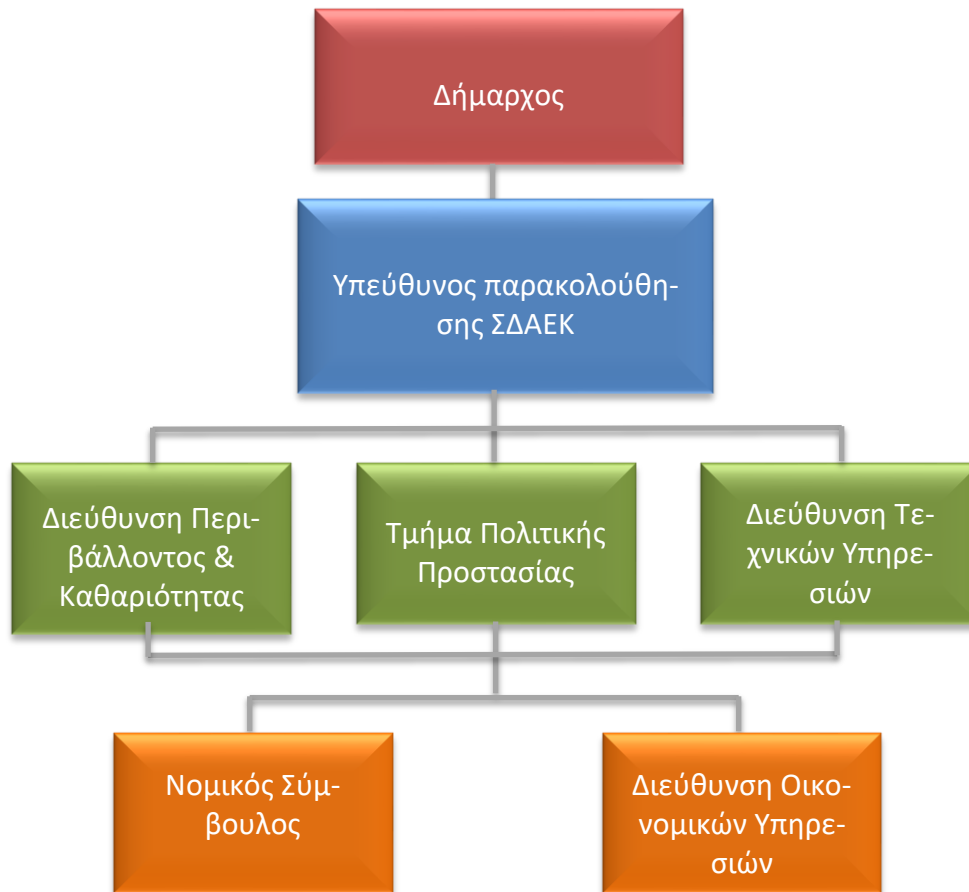 Δήμαρχος
Υπεύθυνος παρακολούθη-
σης ΣΔΑΕΚ
Διεύθυνση Περι-
βάλλοντος &
Καθαριότητας
Τμήμα Πολιτικής
Προστασίας
Διεύθυνση Τε-
χνικών Υπηρε-
σιών
Νομικός Σύμ-
βουλος
Διεύθυνση Οικο-
νομικών Υπηρε-
σιών